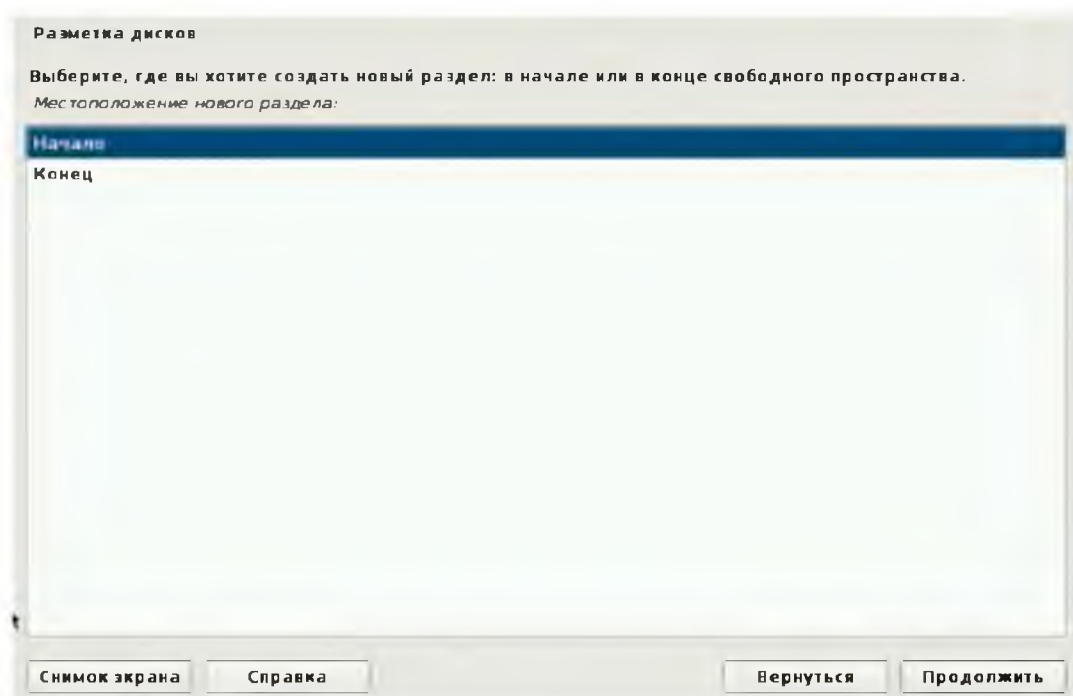 Разметка дисков
Выберите, где вы хотите создать новый раздел: в начале или в конце свободного пространства.
Местоположение нового раздела:
Начало
Конец
Снимок экрана Справка Вернуться Продолжить